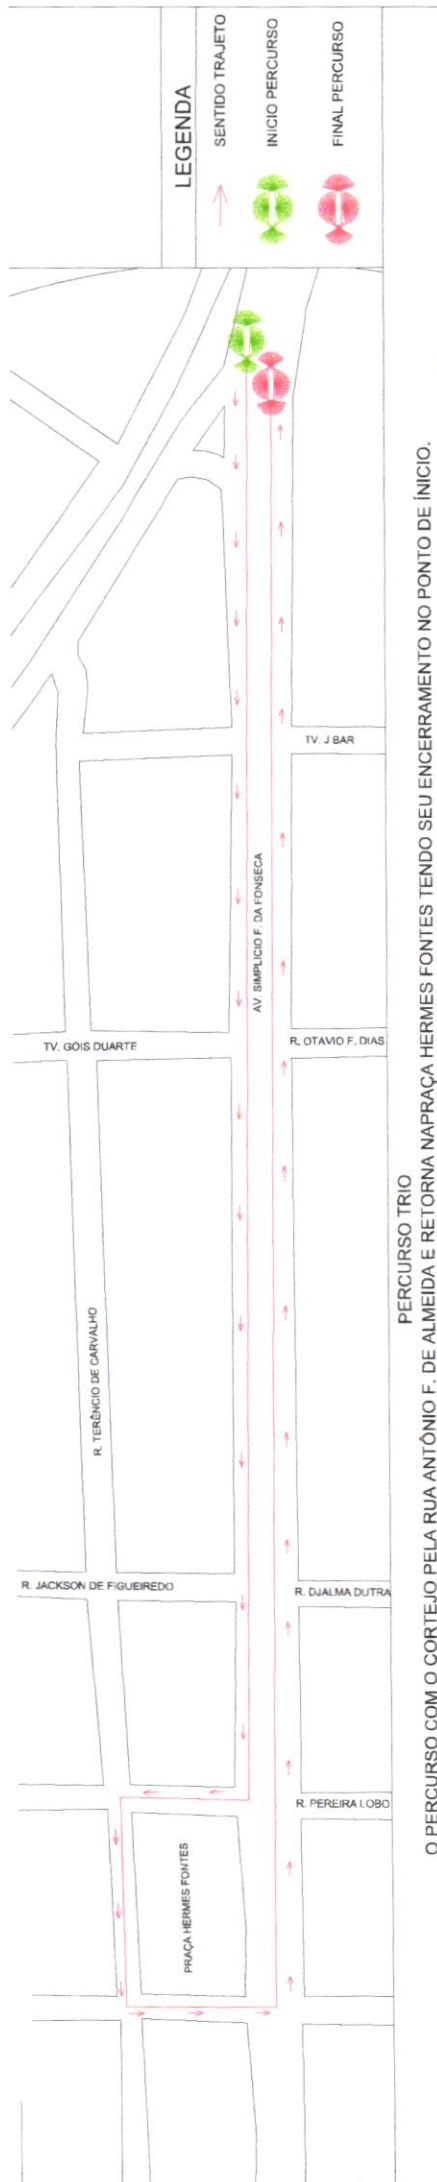 LEGENDA
SENTIDO TRAJETO
INICIO PERCURSO
FINAL PERCURSO
TV. J BAR
AV. SIMPLICIO F. DA FONSECA
TV. GÓIS DUARTE
R. OTAVIO F. DIAS
R. TERÊNCIO DE CARVALHO
R. JACKSON DE FIGUEIREDO
R. DJALMA DUTRA
R. PEREIRA LOBO
PRAÇA HERMES FONTES
PERCURSO TRIO
O PERCURSO COM O CORTEJO PELA RUA ANTÔNIO F. DE ALMEIDA E RETORNA NAPRAÇA HERMES FONTES TENDO SEU ENCERRAMENTO NO PONTO DE ÍNICIO.